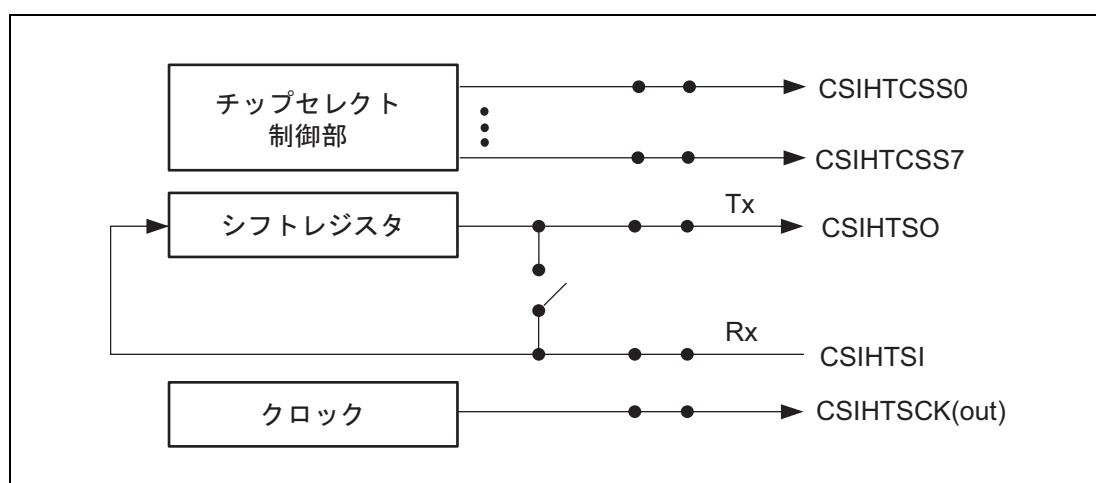 チップセレクト
制御部
CSIHTCSS0
CSIHTCSS7
シフトレジスタ
Tx
CSIHTSO
Rx
CSIHTSI
クロック
CSIHTSCK(out)